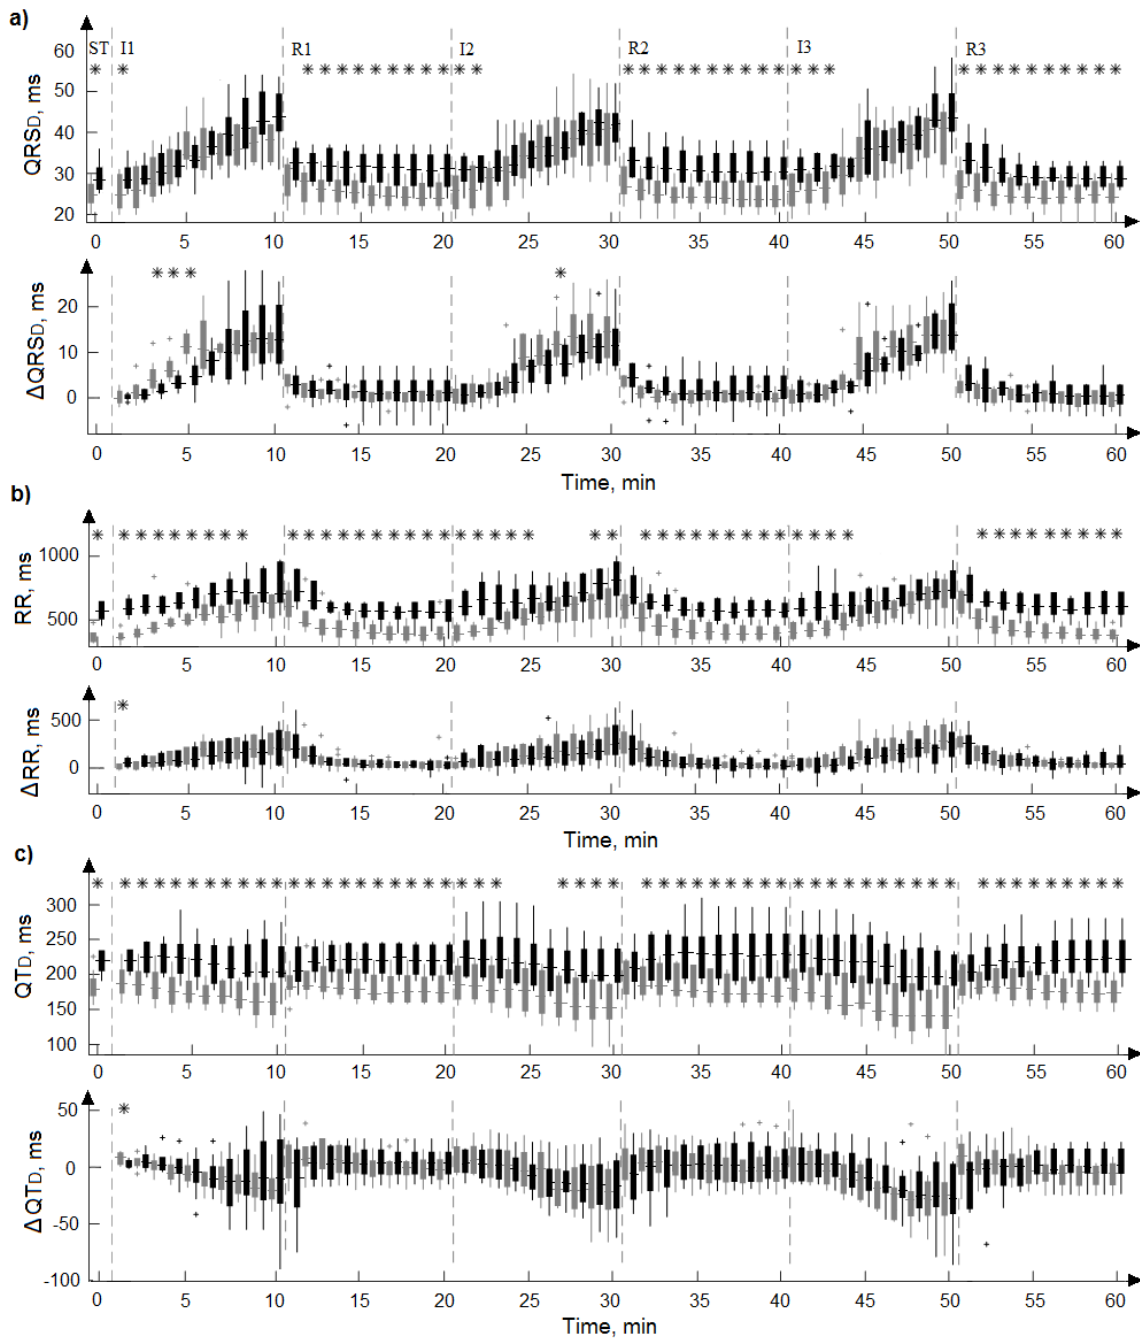 a)
ST I1 R1 I2 R2 I3 R3
* * * * * * * * * * * * * * * * * * * * * * * * * * * * * * * * * * *
QRSD, ms
60
50
40
30
20
0 5 10 15 20 25 30 35 40 45 50 55 60
* * * *
ΔQRSD, ms
20
10
0
0 5 10 15 20 25 30 35 40 45 50 55 60
Time, min
b)
RR, ms
1000
500
0 5 10 15 20 25 30 35 40 45 50 55 60
*
ΔRR, ms
500
0
0 5 10 15 20 25 30 35 40 45 50 55 60
Time, min
c)
QTD, ms
300
250
200
150
100
0 5 10 15 20 25 30 35 40 45 50 55 60
*
ΔQTD, ms
50
0
-50
-100
0 5 10 15 20 25 30 35 40 45 50 55 60
Time, min